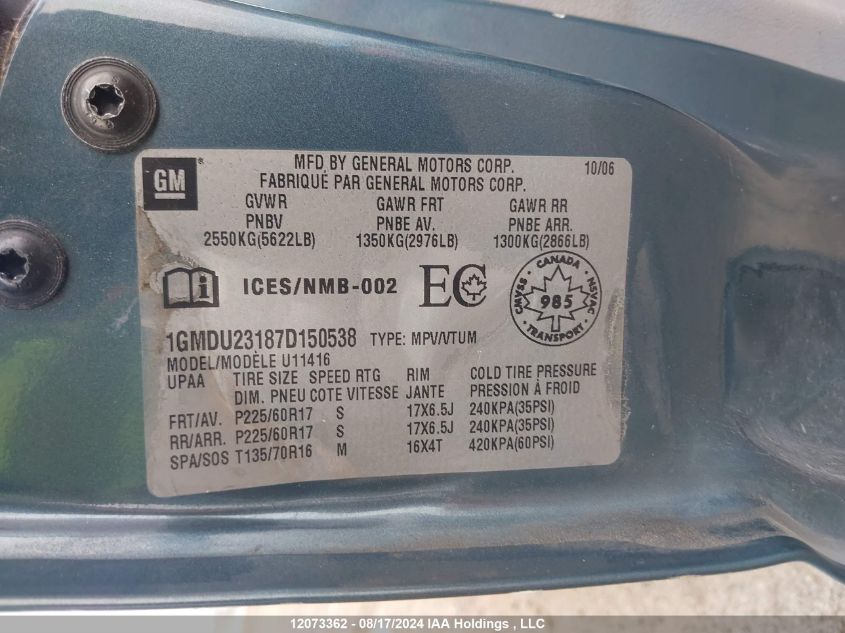 MFD. BY GENERAL MOTORS CORP. 10/06
FABRIQUÉ PAR GENERAL MOTORS CORP.
GM
GVWR GAWR FRT GAWR RR
PNBV PNBE AV. PNBE ARR.
2550KG(5622LB) 1350KG(2976LB) 1300KG(2866LB)
i ICES/NMB-002 EC
CANADA
CMVSS 985 NSVAC
TRANSPORT
1GMDU23187D150538 TYPE: MPV/VTUM
MODEL/MODÈLE U11416
UPAA TIRE SIZE SPEED RTG RIM COLD TIRE PRESSURE
DIM. PNEU COTE VITESSE JANTE PRESSION À FROID
FRT/AV. P225/60R17 S 17X6.5J 240KPA(35PSI)
RR/ARR. P225/60R17 S 17X6.5J 240KPA(35PSI)
SPA/SOS T135/70R16 M 16X4T 420KPA(60PSI)
12073362 - 08/17/2024 IAA Holdings, LLC